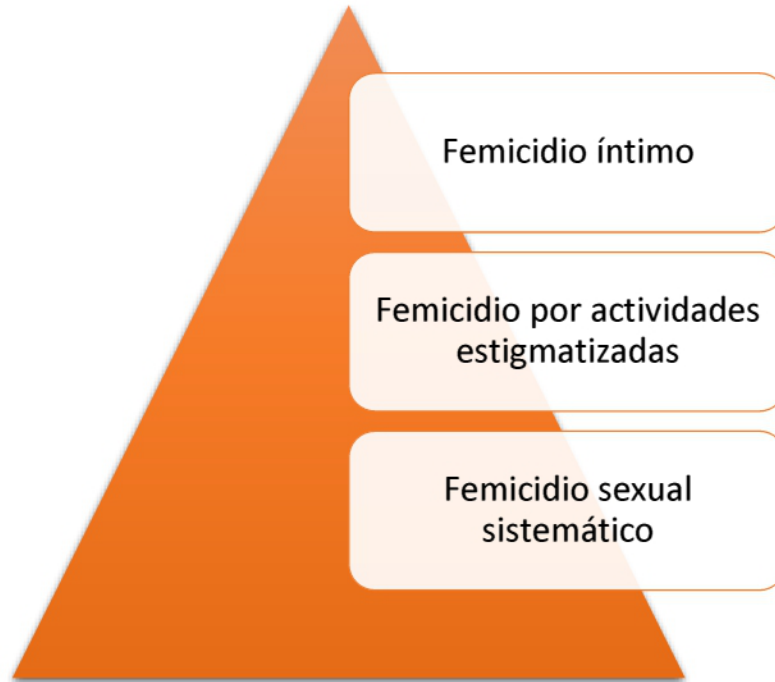 Femicidio íntimo
Femicidio por actividades
estigmatizadas
Femicidio sexual
sistemático